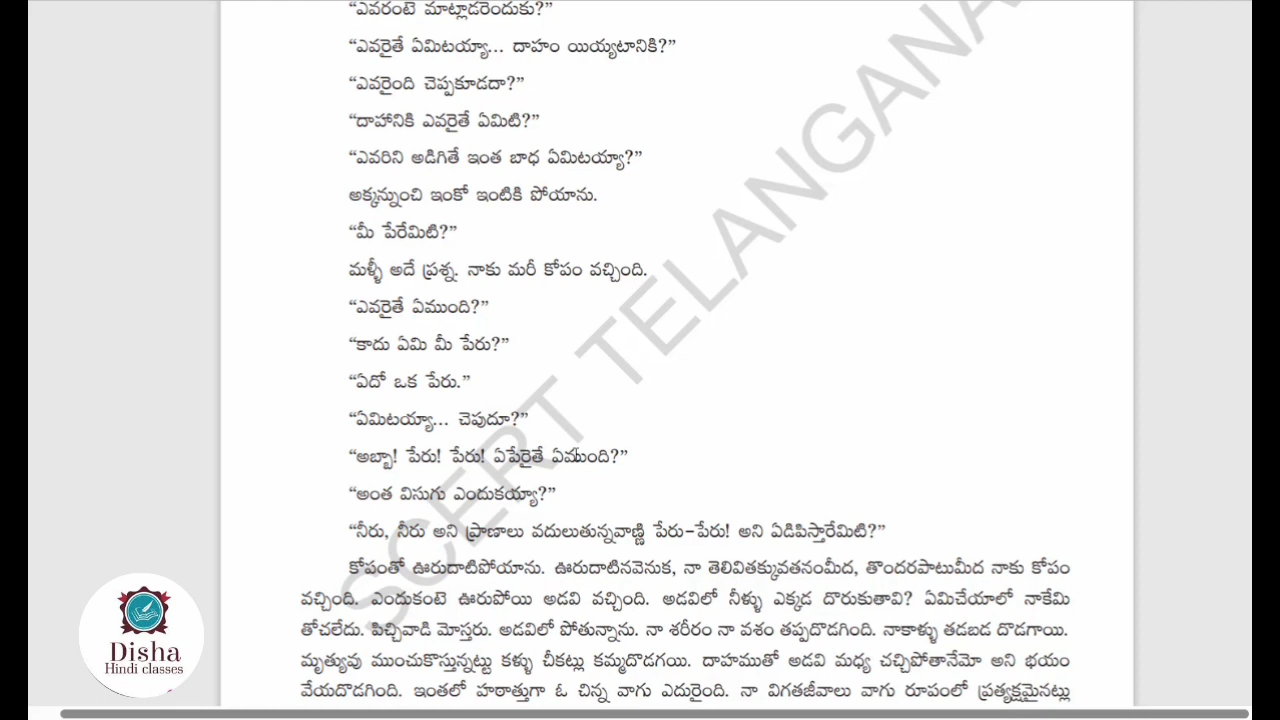 “ఎవరంటె మాట్లాడరెందుకు?”
“ఎవరైతే ఏమిటయ్యా... దాహం యియ్యటానికి?”
“ఎవరైంది చెప్పకూడదా?”
“దాహానికి ఎవరైతే ఏమిటి?”
“ఎవరిని అడిగితే ఇంత బాధ ఏమిటయ్యా?”
అక్కన్నుంచి ఇంకో ఇంటికి పోయాను.
“మీ పేరేమిటి?”
మళ్ళీ అదే ప్రశ్న. నాకు మరీ కోపం వచ్చింది.
“ఎవరైతే ఏముంది?”
“కాదు ఏమి మీ పేరు?”
“ఏదో ఒక పేరు.”
“ఏమిటయ్యా... చెపుదూ?”
“అబ్బా! పేరు! పేరు! ఏపేరైతే ఏముంది?”
“అంత విసుగు ఎందుకయ్యా?”
“నీరు, నీరు అని ప్రాణాలు వదులుతున్నవాణ్ణి పేరు-పేరు! అని ఏడిపిస్తారేమిటి?”
కోపంతో ఊరుదాటిపోయాను. ఊరుదాటినవెనుక, నా తెలివితక్కువతనంమీద, తొందరపాటుమీద నాకు కోపం
వచ్చింది. ఎందుకంటె ఊరుపోయి అడవి వచ్చింది. అడవిలో నీళ్ళు ఎక్కడ దొరుకుతావి? ఏమిచేయాలో నాకేమి
తోచలేదు. పిచ్చివాడి మోస్తరు. అడవిలో పోతున్నాను. నా శరీరం నా వశం తప్పదొడగింది. నాకాళ్ళు తడబడ దొడగాయి.
మృత్యువు ముంచుకొస్తున్నట్టు కళ్ళు చీకట్లు కమ్మదొడగయి. దాహముతో అడవి మధ్య చచ్చిపోతానేమో అని భయం
వేయదొడగింది. ఇంతలో హఠాత్తుగా ఓ చిన్న వాగు ఎదురైంది. నా విగతజీవాలు వాగు రూపంలో ప్రత్యక్షమైనట్లు
SCERT TELANGANA
Disha
Hindi classes